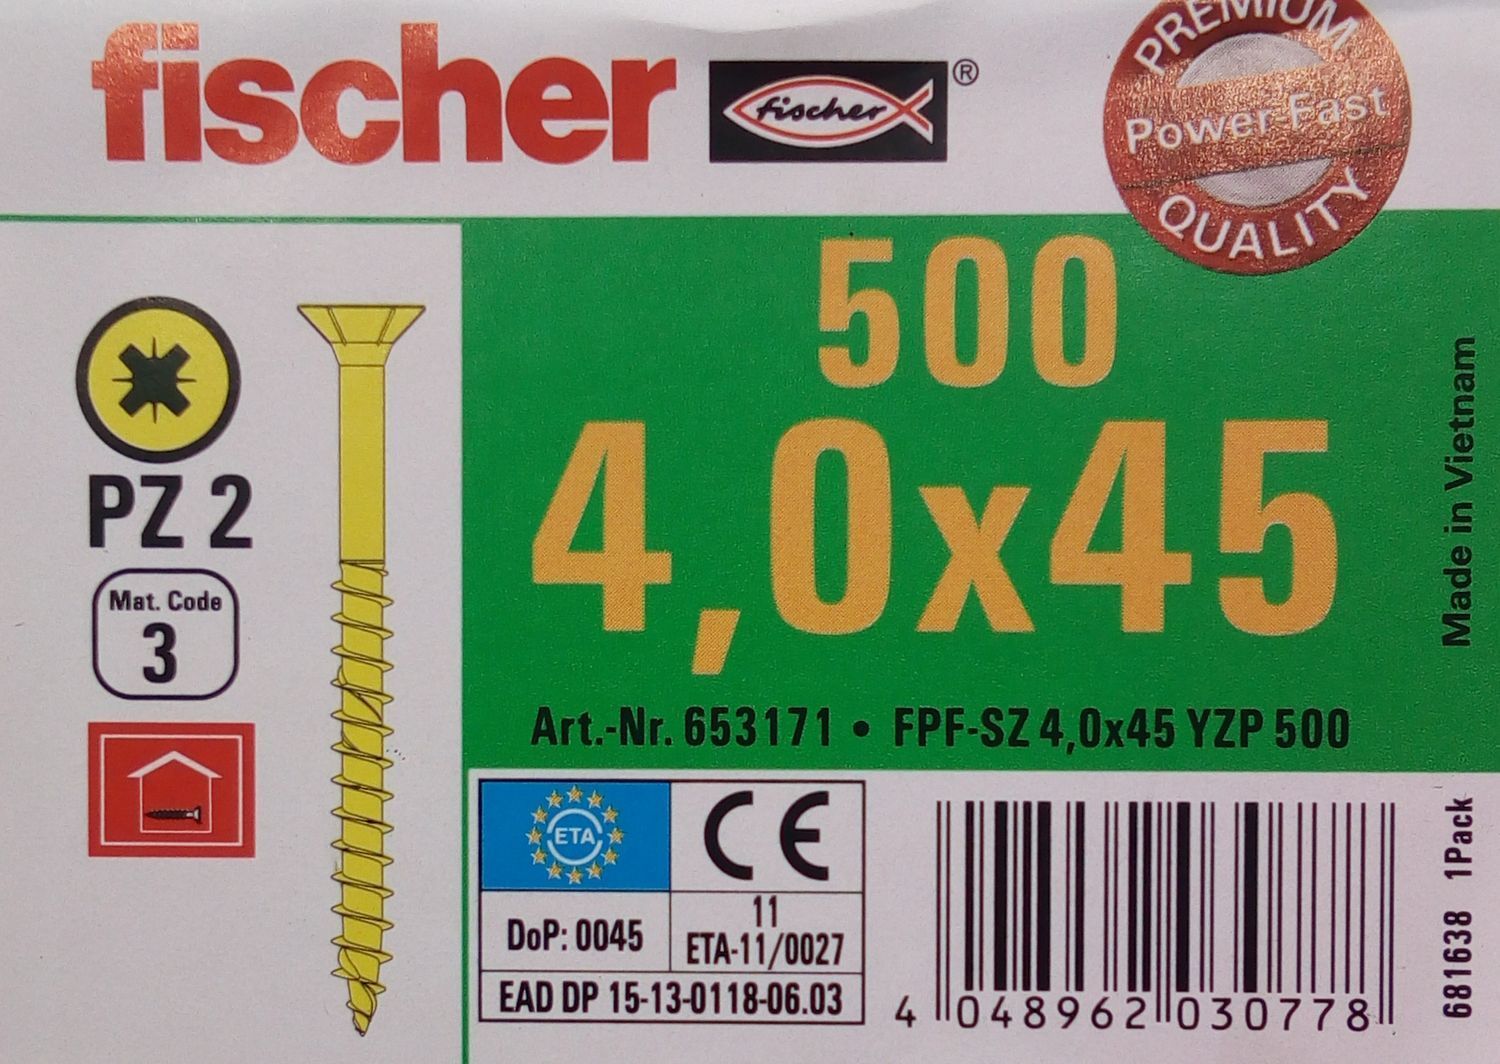 fischer
fischer ®
PREMIUM
Power-Fast
QUALITY
500
4,0x45
PZ 2
Mat. Code
3
Art.-Nr. 653171 • FPF-SZ 4,0x45 YZP 500
Made in Vietnam
ETA
CE
DoP: 0045
11
ETA-11/0027
EAD DP 15-13-0118-06.03
4 048962 030778
681638 1Pack